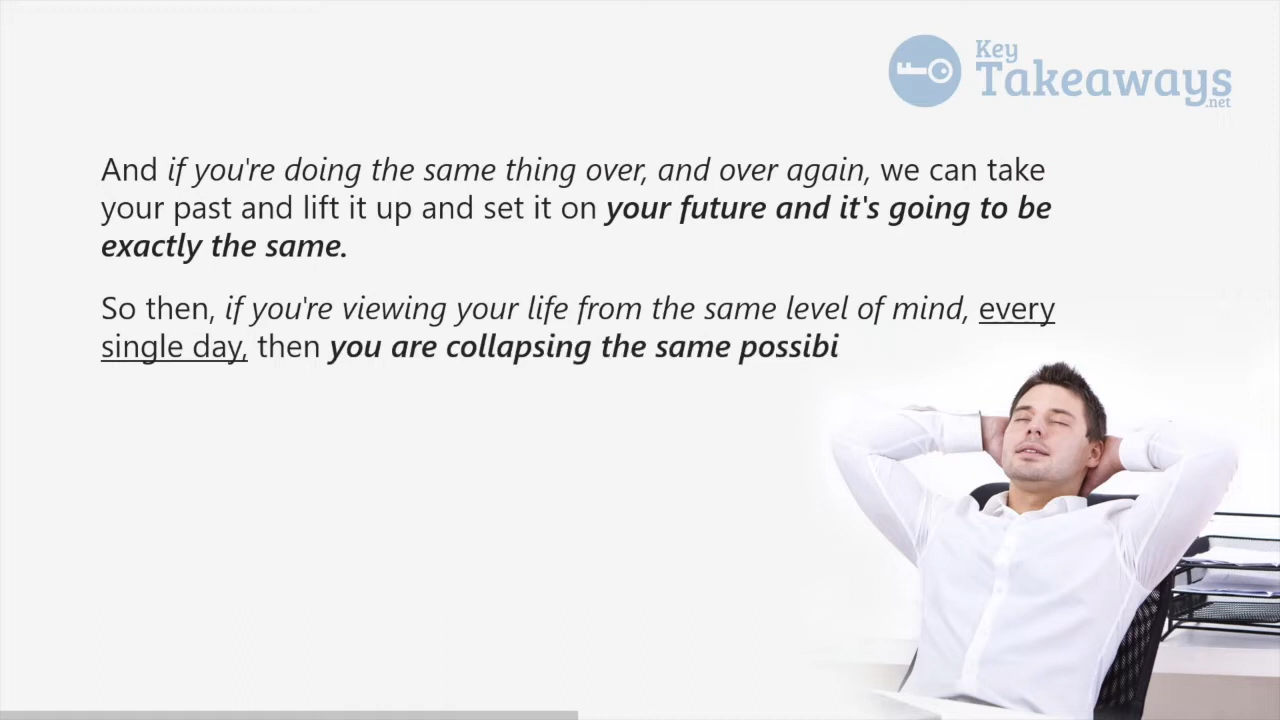 Key
Takeaways
.net
And if you're doing the same thing over, and over again, we can take
your past and lift it up and set it on your future and it's going to be
exactly the same.
So then, if you're viewing your life from the same level of mind, every
single day, then you are collapsing the same possibi